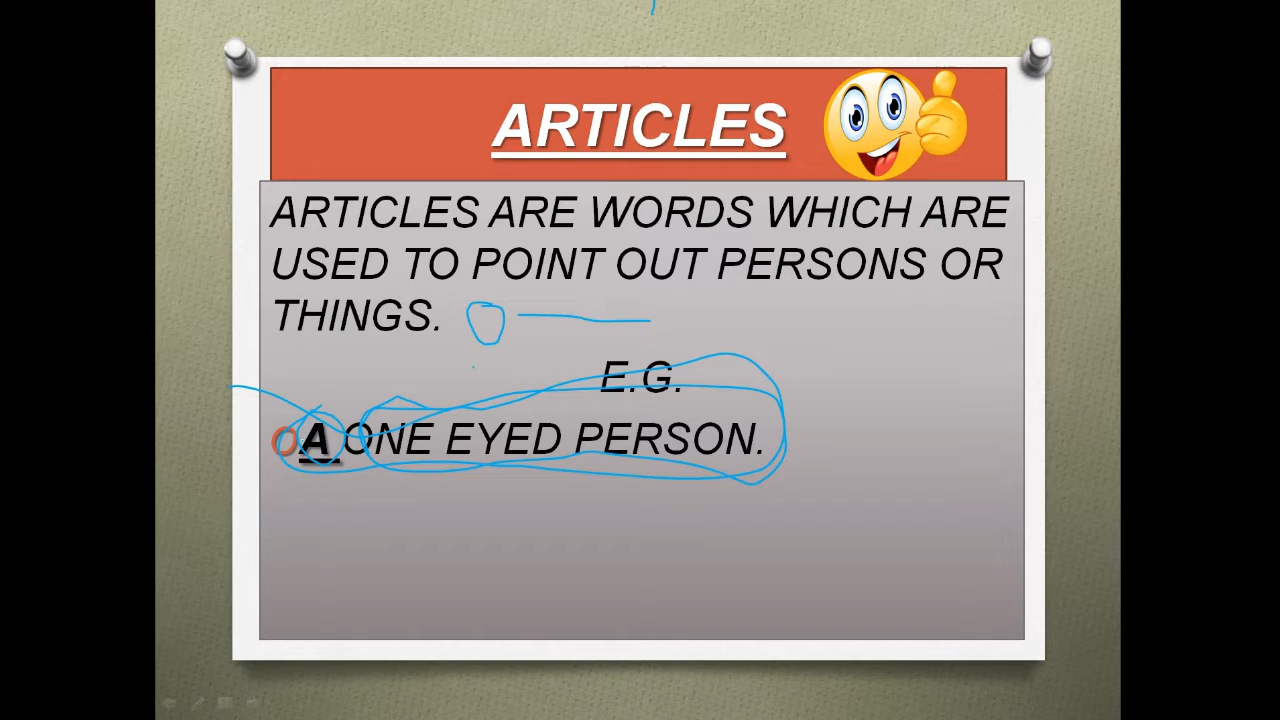 ARTICLES
ARTICLES ARE WORDS WHICH ARE
USED TO POINT OUT PERSONS OR
THINGS.
E.G.
A ONE EYED PERSON.